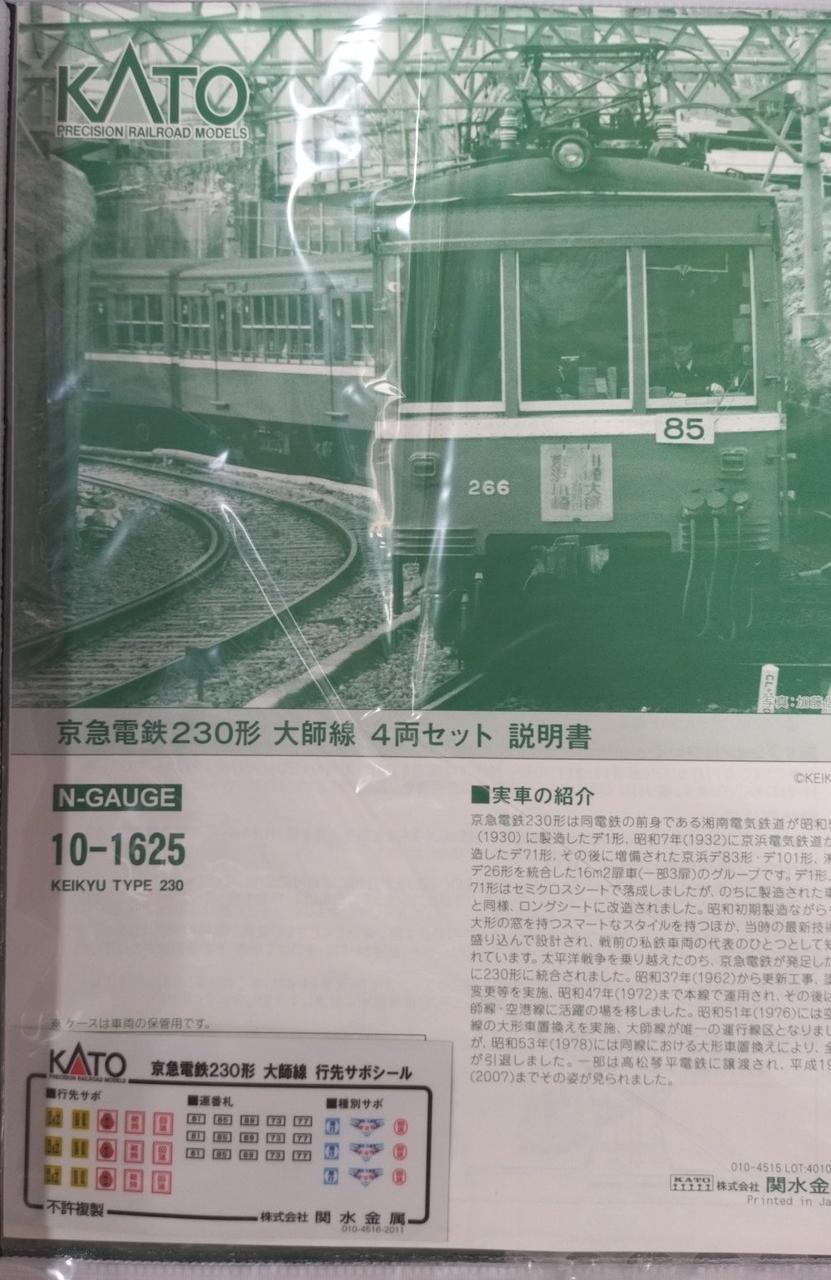 KATO
PRECISION RAILROAD MODELS
85
266
川崎大師
京浜川崎
写真:加藤
京急電鉄230形 大師線 4両セット 説明書
©KEIK
N-GAUGE
10-1625
KEIKYU TYPE 230
■実車の紹介
京急電鉄230形は同電鉄の前身である湘南電気鉄道が昭和5
(1930) に製造したデ1形、昭和7年(1932)に京浜電気鉄道が
造したデ71形、その後に増備された京浜デ83形・デ101形、湘
デ26形を統合した16m2扉車(一部3扉)のグループです。デ1形、
71形はセミクロスシートで落成しましたが、のちに製造された車
と同様、ロングシートに改造されました。昭和初期製造ながら
大形の窓を持つスマートなスタイルを持つほか、当時の最新技術
盛り込んで設計され、戦前の私鉄車両の代表のひとつとして知
れています。太平洋戦争を乗り越えたのち、京急電鉄が発足した
に230形に統合されました。昭和37年(1962)から更新工事、塗
変更等を実施、昭和47年(1972)まで本線で運用され、その後は
師線・空港線に活躍の場を移しました。昭和51年(1976)には空
線の大形車置換えを実施、大師線が唯一の運行線区となりまし
が、昭和53年(1978)には同線における大形車置換えにより、全
が引退しました。一部は高松琴平電鉄に譲渡され、平成19
(2007)までその姿が見られました。
※ ケースは車両の保管用です。
KATO
PRECISION RAILROAD MODELS
京急電鉄230形 大師線 行先サボシール
■行先サボ
■運番札
■種別サボ
81 85 89 73 77
81 85 89 73 77
81 85 89 73 77
不許複製
株式会社 関水金属
010-4516-2011
010-4515 LOT:4010
KATO 株式会社 関水金
Printed in Ja